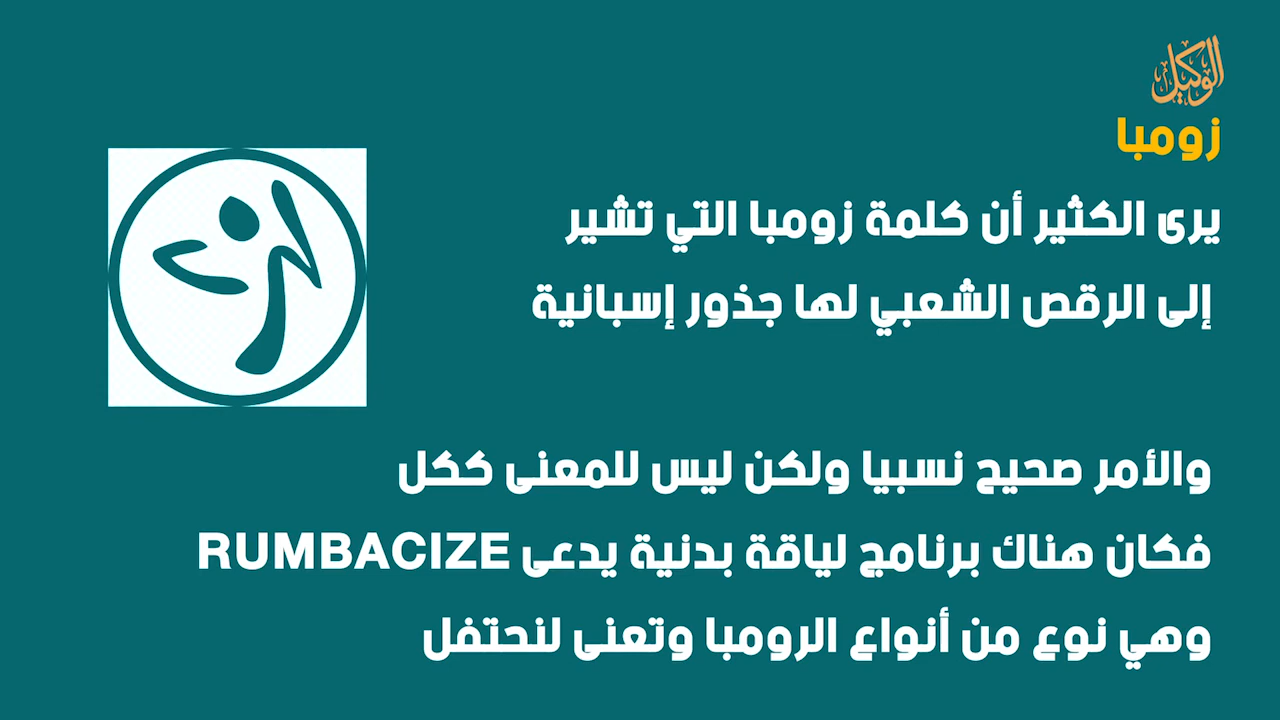 الوكيل
زومبا
يرى الكثير أن كلمة زومبا التي تشير
إلى الرقص الشعبي لها جذور إسبانية
والأمر صحيح نسبيا ولكن ليس للمعنى ككل
فكان هناك برنامج لياقة بدنية يدعى RUMBACIZE
وهي نوع من أنواع الرومبا وتعنى لنحتفل